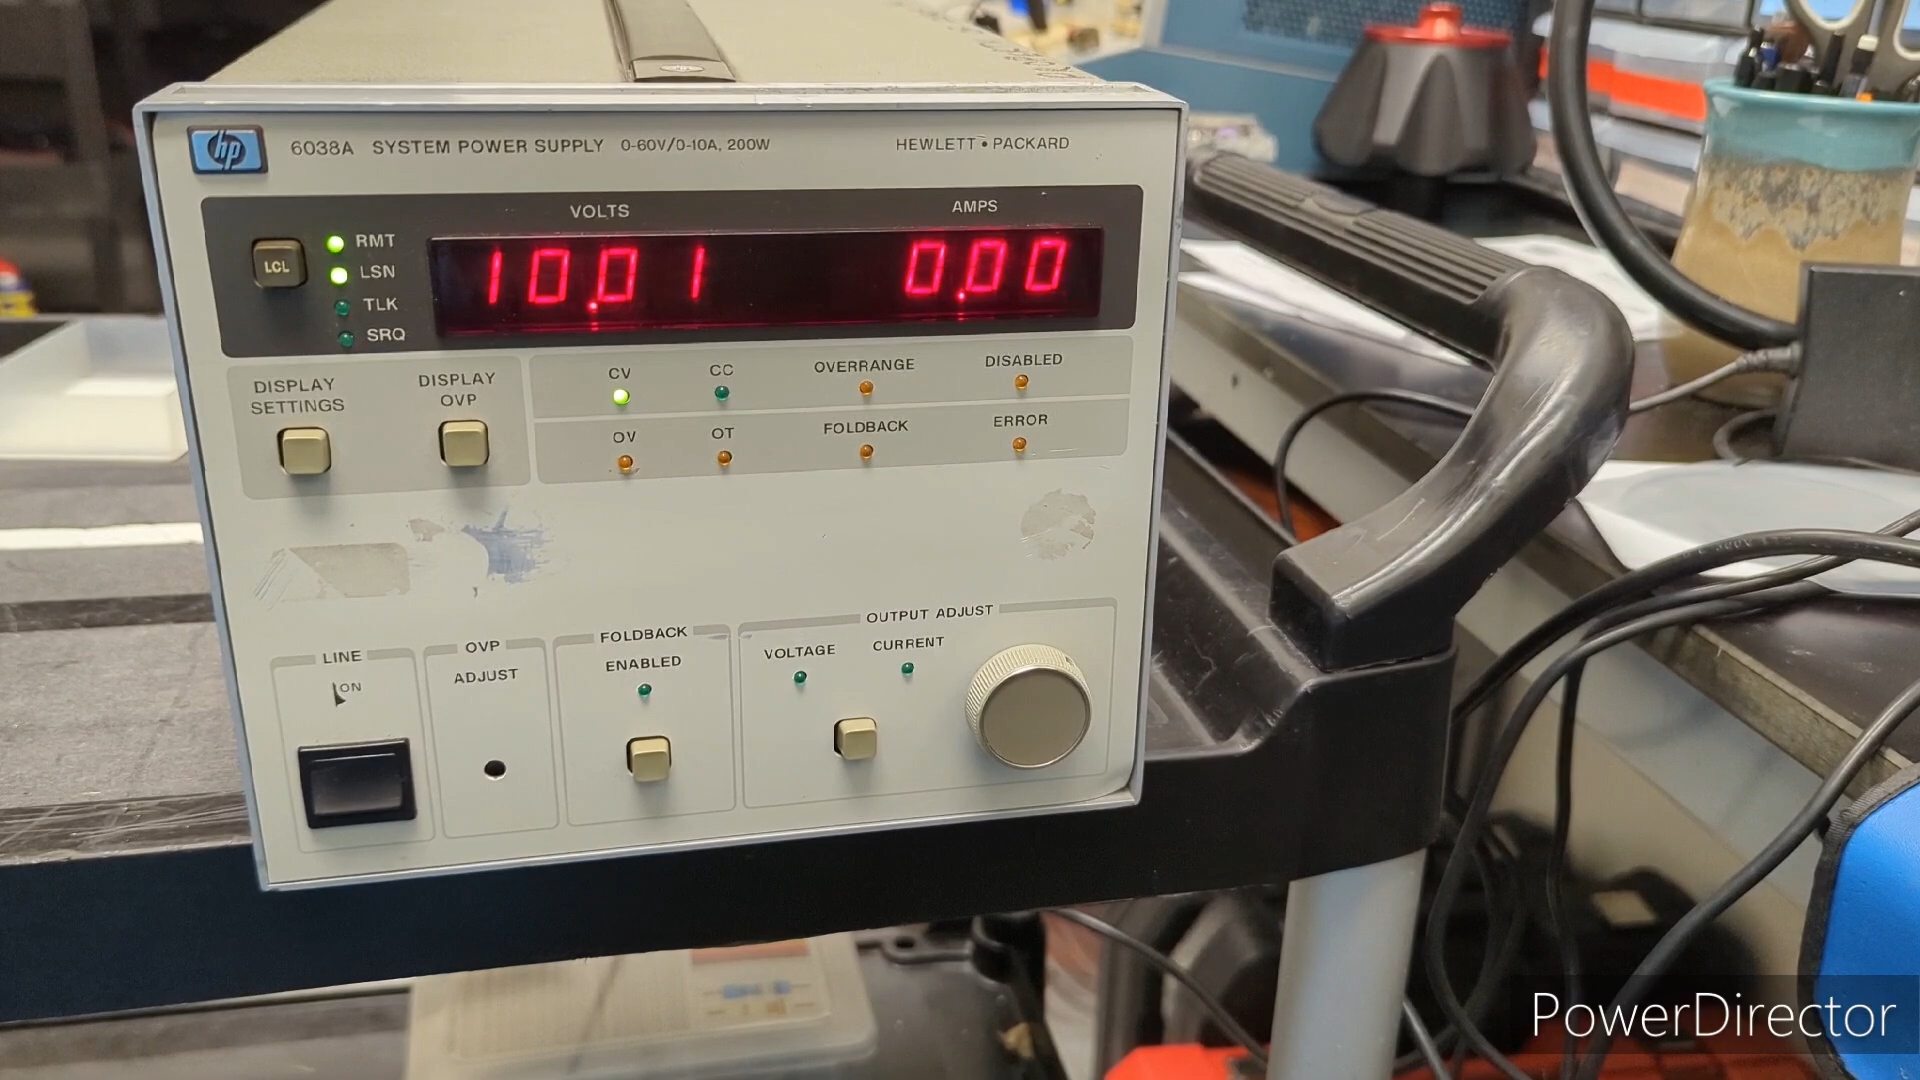 hp 6038A SYSTEM POWER SUPPLY 0-60V/0-10A, 200W HEWLETT • PACKARD
VOLTS AMPS
LCL
RMT
LSN
TLK
SRQ
10.01 0.00
DISPLAY SETTINGS
DISPLAY OVP
CV CC OVERRANGE DISABLED
OV OT FOLDBACK ERROR
LINE
ON
OVP
ADJUST
FOLDBACK
ENABLED
OUTPUT ADJUST
VOLTAGE CURRENT
PowerDirector